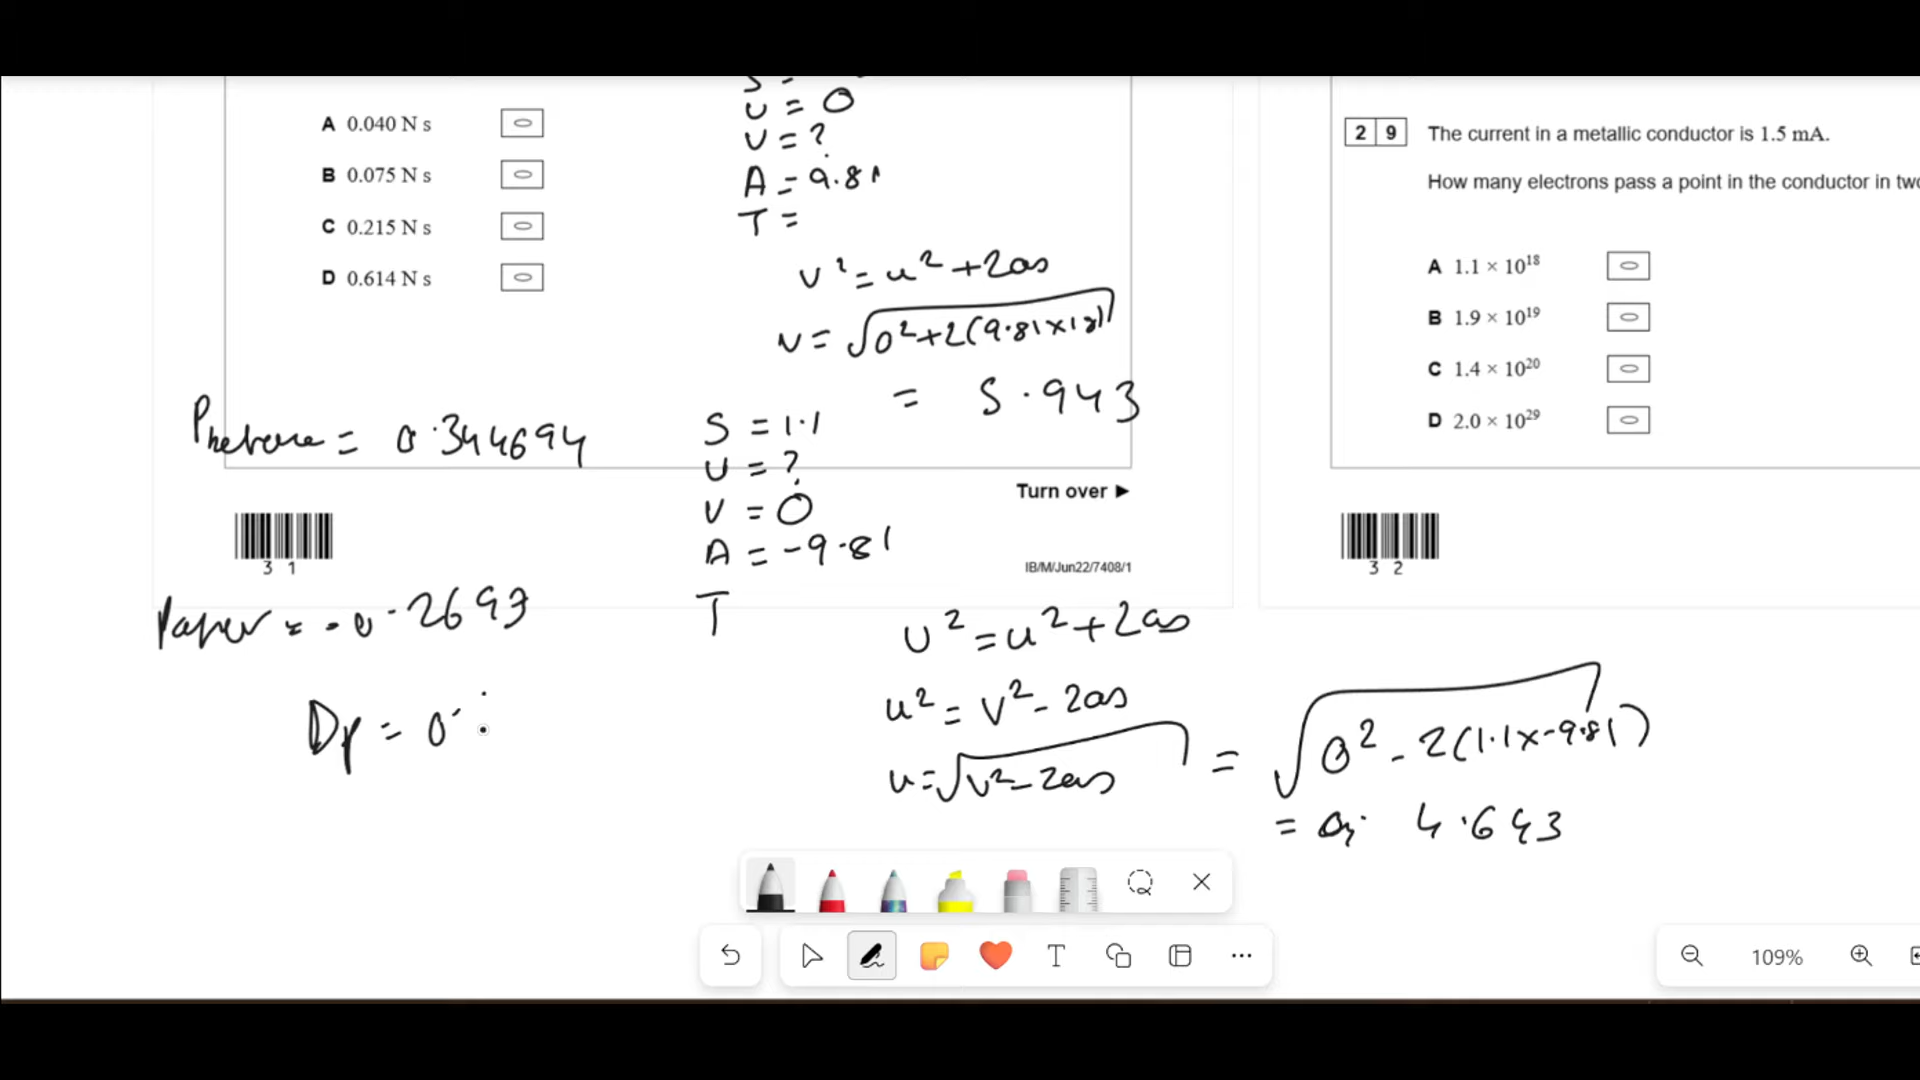 U = 0
V = ?
A = 9.81
T =
A 0.040 N s
B 0.075 N s
C 0.215 N s
D 0.614 N s
v² = u² + 2as
v = √0² + 2(9.81×1.8)
= 5.943
Pbefore = 0.344694
S = 1.1
U = ?
V = 0
A = -9.81
T
Turn over ►
3 1
IB/M/Jun22/7408/1
Pafter = -0.2693
Dp = 0.
v² = u² + 2as
u² = v² - 2as
u = √v² - 2as = √0² - 2(1.1×-9.81)
= 4.643
2 9 The current in a metallic conductor is 1.5 mA.
How many electrons pass a point in the conductor in
A 1.1 × 10¹⁸
B 1.9 × 10¹⁹
C 1.4 × 10²⁰
D 2.0 × 10²⁹
3 2
109%